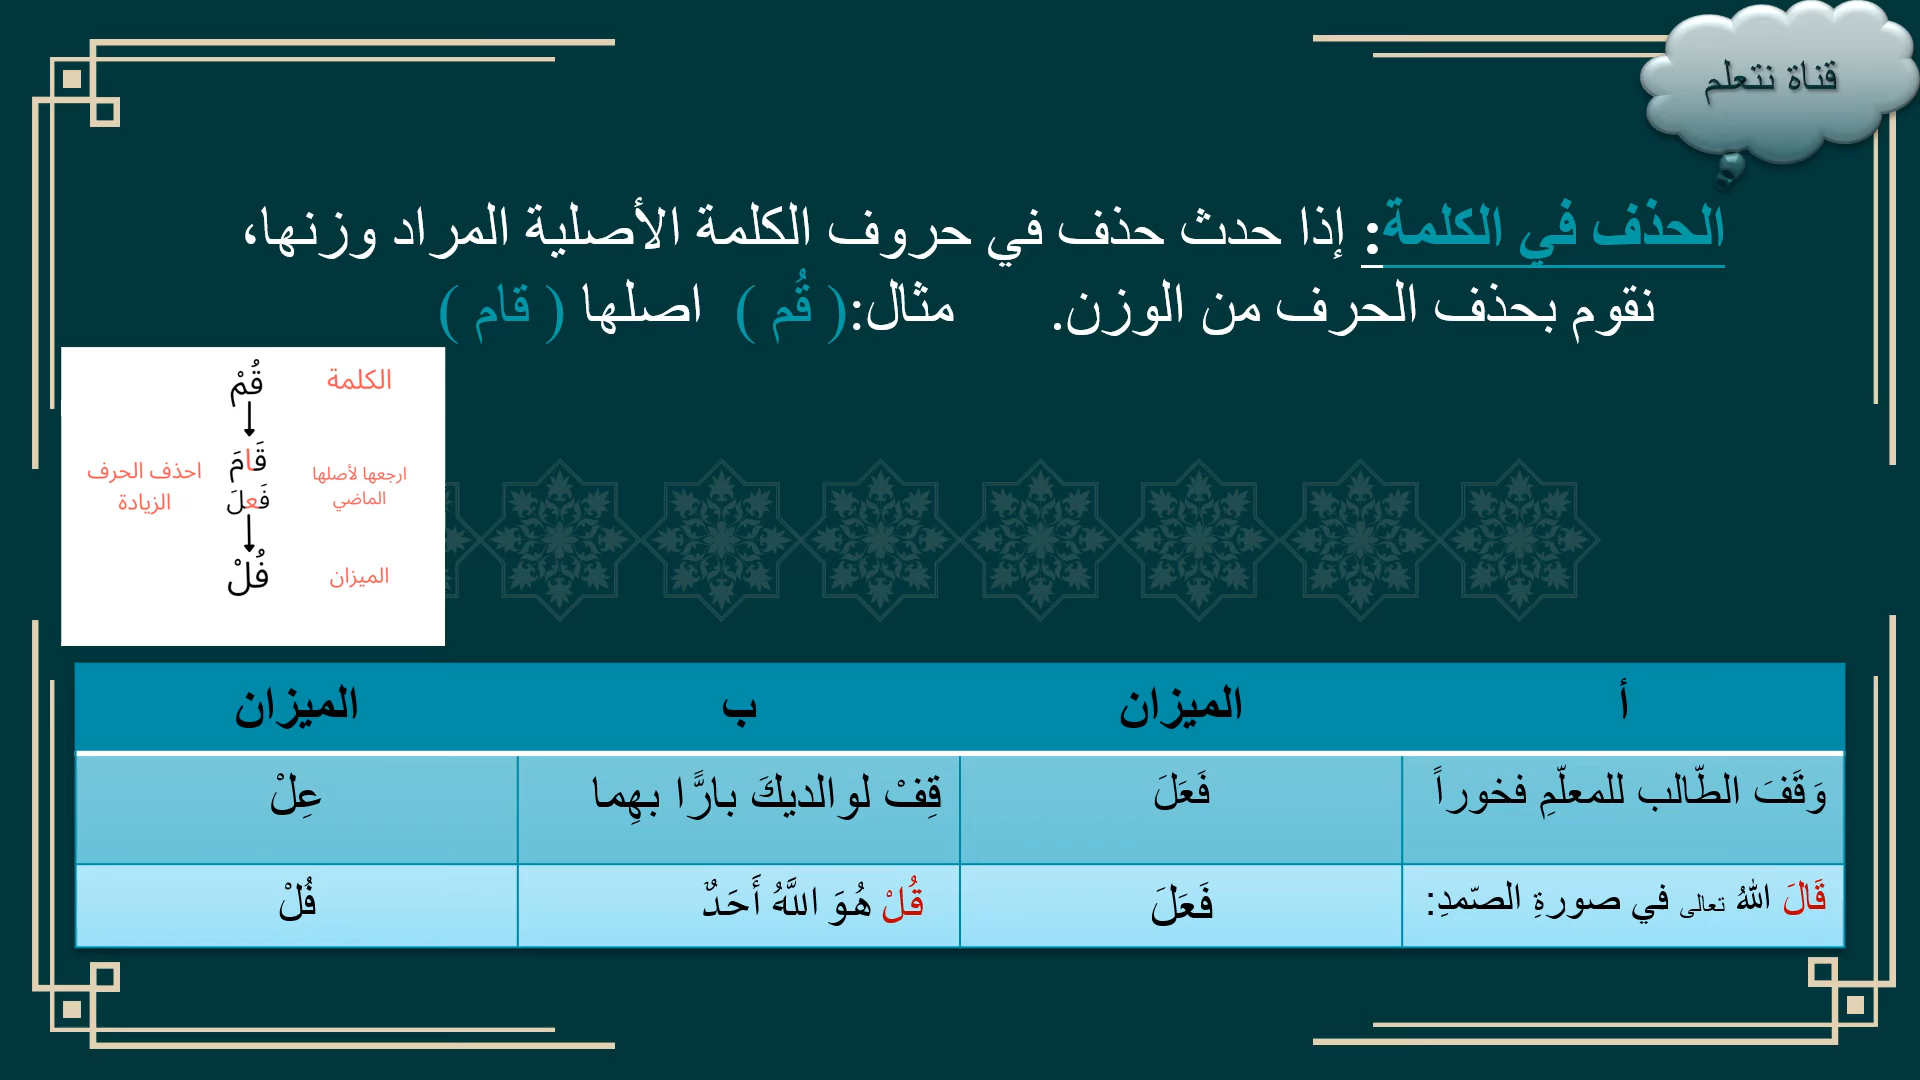 قناة نتعلم
الحذف في الكلمة: إذا حدث حذف في حروف الكلمة الأصلية المراد وزنها،
نقوم بحذف الحرف من الوزن. مثال:( قُم ) اصلها ( قام )
الكلمة
قُمْ
قَامَ
فَعلَ
ارجعها لأصلها
الماضي
احذف الحرف
الزيادة
الميزان
فُلْ
أ الميزان ب الميزان
وَقَفَ الطّالب للمعلّمِ فخوراً فَعَلَ قِفْ لوالديكَ بارًّا بهِما عِلْ
قَالَ اللهُ تعالى في صورةِ الصّمدِ: فَعَلَ قُلْ هُوَ اللَّهُ أَحَدٌ فُلْ